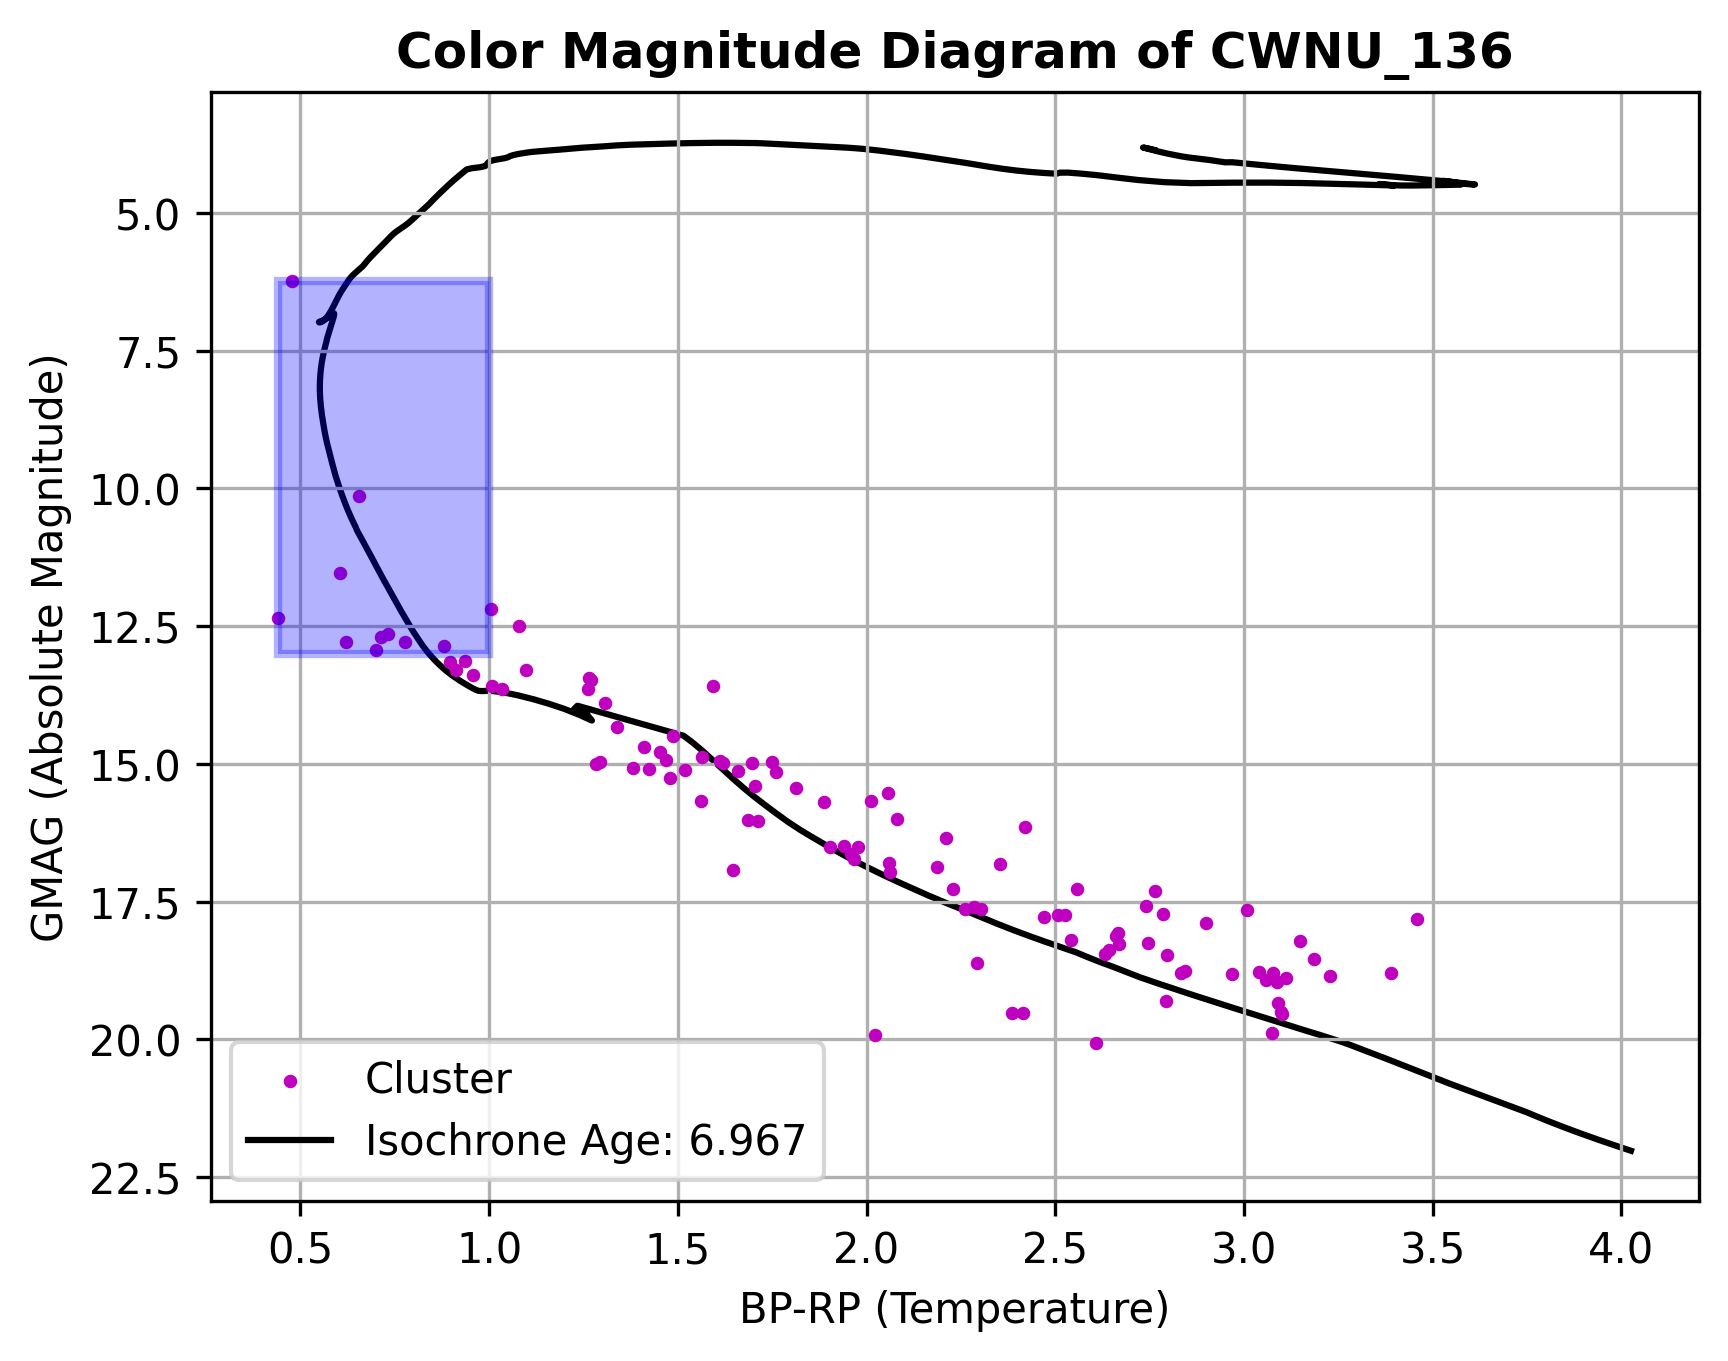 Color Magnitude Diagram of CWNU_136
GMAG (Absolute Magnitude)
5.0
7.5
10.0
12.5
15.0
17.5
20.0
22.5
Cluster
Isochrone Age: 6.967
0.5 1.0 1.5 2.0 2.5 3.0 3.5 4.0
BP-RP (Temperature)